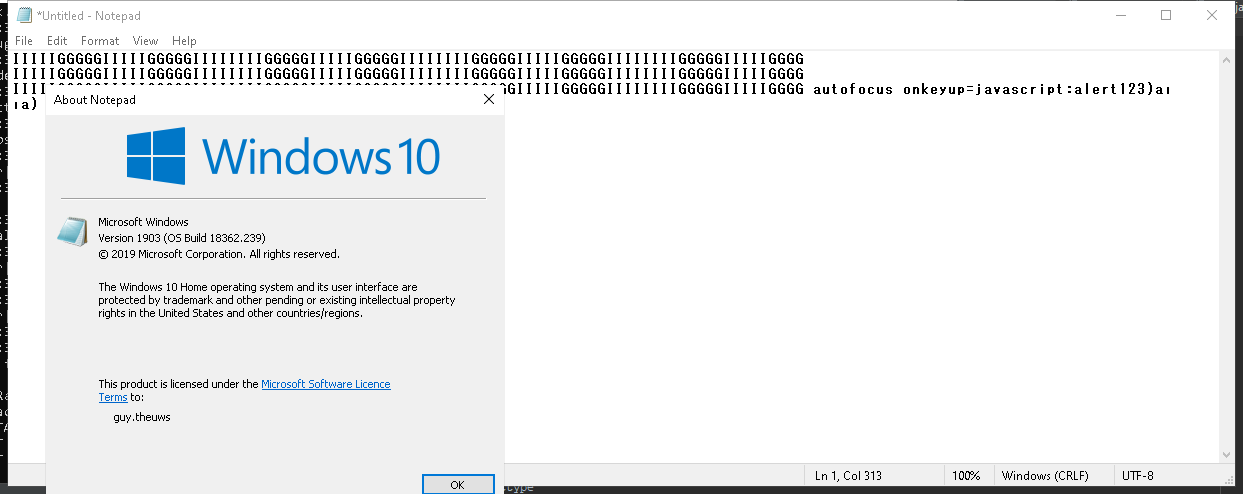 *Untitled - Notepad
File Edit Format View Help
IIIIIGGGGGIIIIIGGGGGIIIIIIIIGGGGGIIIIIGGGGGIIIIIIIIGGGGGIIIIIGGGGGIIIIIIIIGGGGGIIIIIGGGG
IIIIIGGGGGIIIIIGGGGGIIIIIIIIGGGGGIIIIIGGGGGIIIIIIIIGGGGGIIIIIGGGGGIIIIIIIIGGGGGIIIIIGGGG
GIIIIIGGGGGIIIIIIIIGGGGGIIIIIGGGG autofocus onkeyup=javascript:alert123)a
About Notepad
Windows 10
Microsoft Windows
Version 1903 (OS Build 18362.239)
© 2019 Microsoft Corporation. All rights reserved.
The Windows 10 Home operating system and its user interface are
protected by trademark and other pending or existing intellectual property
rights in the United States and other countries/regions.
This product is licensed under the Microsoft Software Licence
Terms to:
guy.theuws
OK
Ln 1, Col 313 100% Windows (CRLF) UTF-8